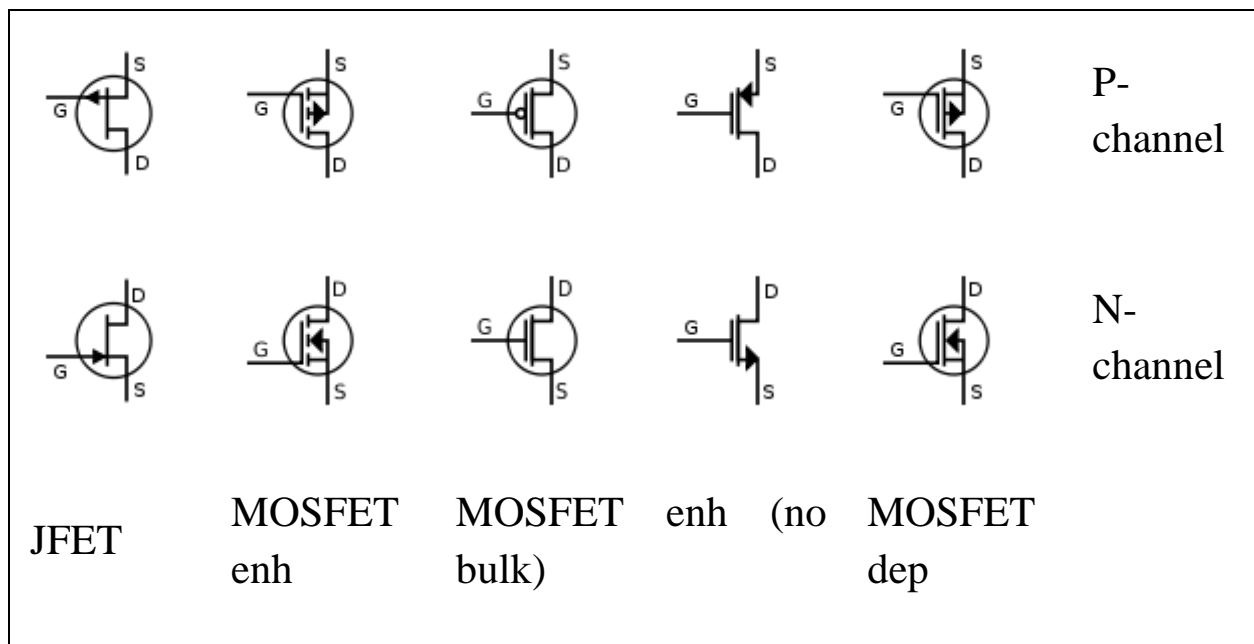 S S S S S
G G G G G
D D D D D
P-
channel
D D D D D
G G G G G
S S S S S
N-
channel
JFET
MOSFET
enh
MOSFET enh (no
bulk)
MOSFET
dep